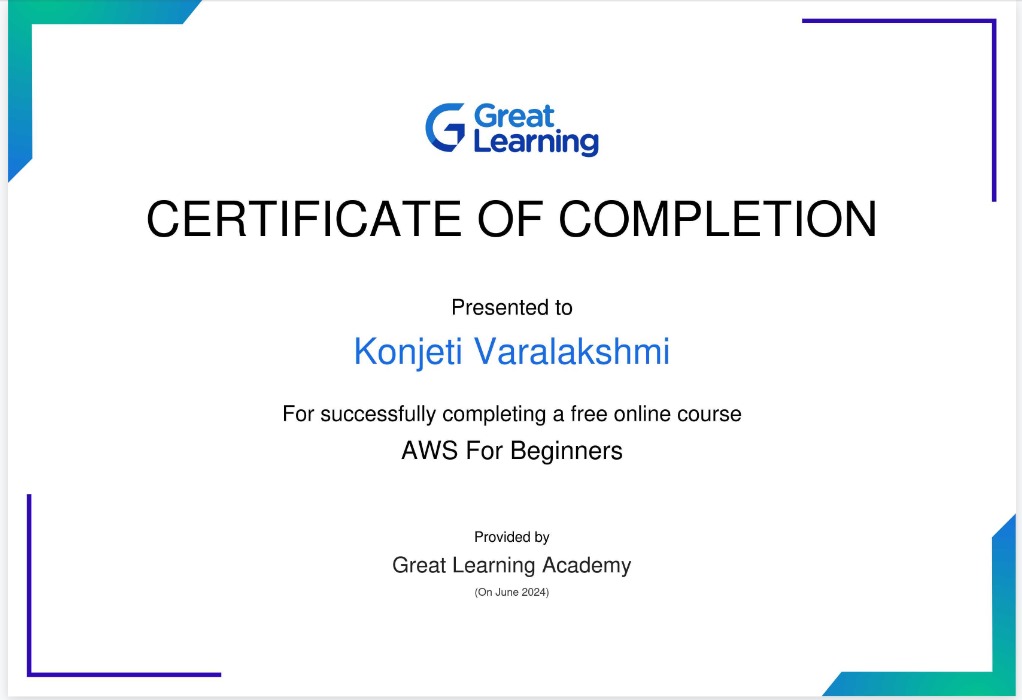 Great
Learning
CERTIFICATE OF COMPLETION
Presented to
Konjeti Varalakshmi
For successfully completing a free online course
AWS For Beginners
Provided by
Great Learning Academy
(On June 2024)